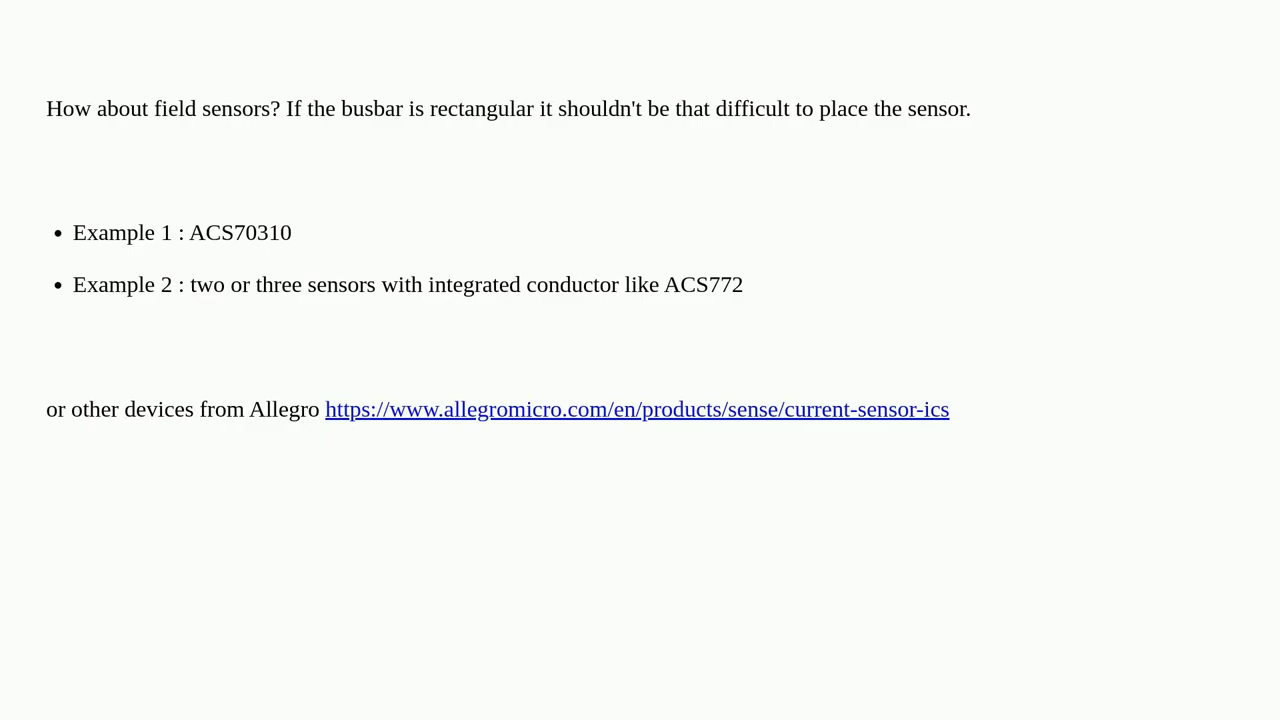 How about field sensors? If the busbar is rectangular it shouldn't be that difficult to place the sensor.
• Example 1 : ACS70310
• Example 2 : two or three sensors with integrated conductor like ACS772
or other devices from Allegro https://www.allegromicro.com/en/products/sense/current-sensor-ics